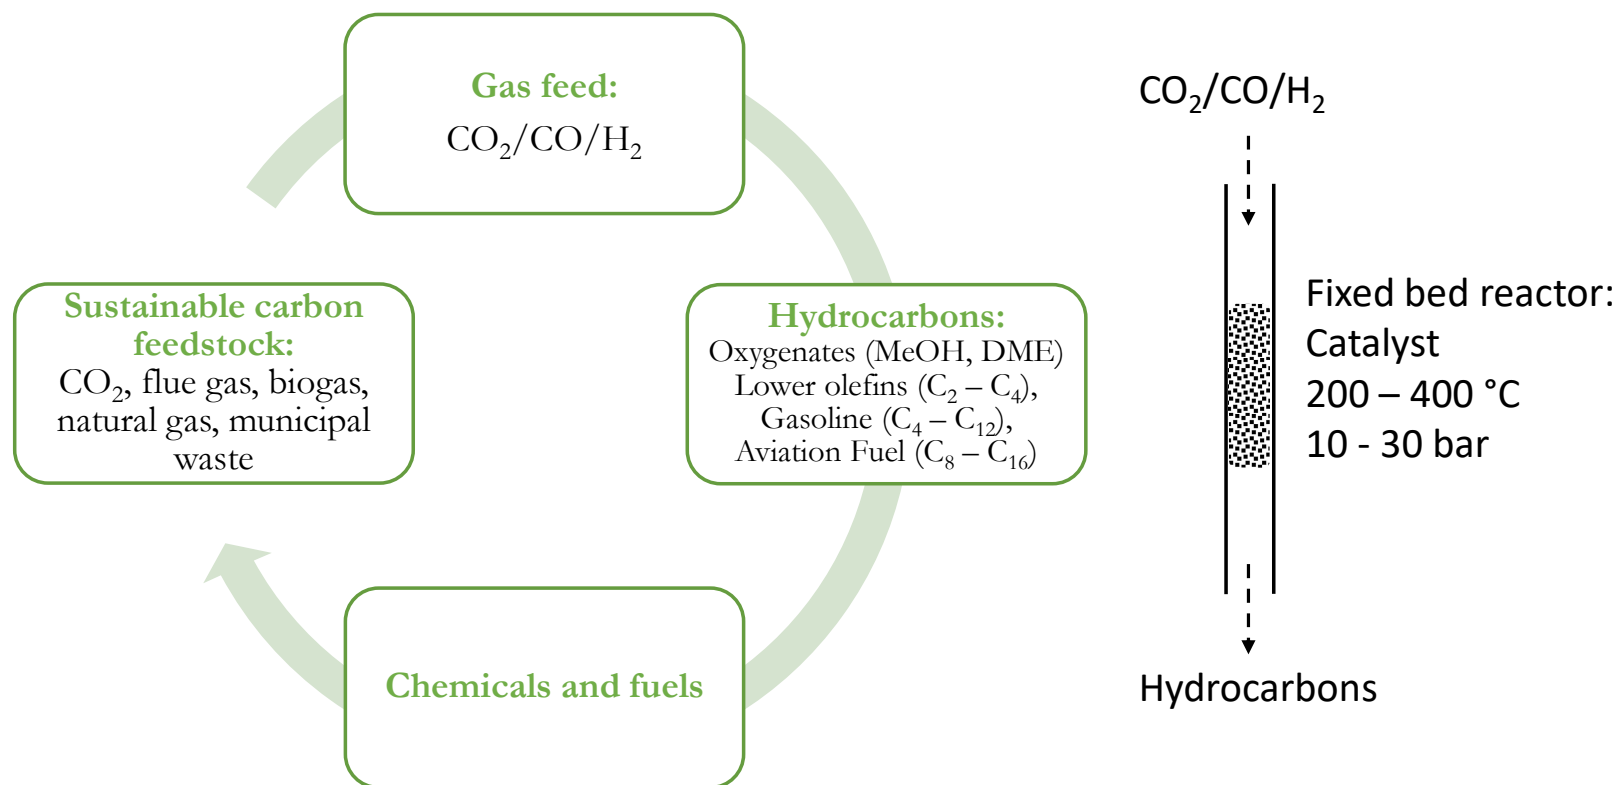 Gas feed:
CO₂/CO/H₂
Sustainable carbon
feedstock:
CO₂, flue gas, biogas,
natural gas, municipal
waste
Hydrocarbons:
Oxygenates (MeOH, DME)
Lower olefins (C₂ – C₄),
Gasoline (C₄ – C₁₂),
Aviation Fuel (C₈ – C₁₆)
Chemicals and fuels
CO₂/CO/H₂
Fixed bed reactor:
Catalyst
200 – 400 °C
10 - 30 bar
Hydrocarbons